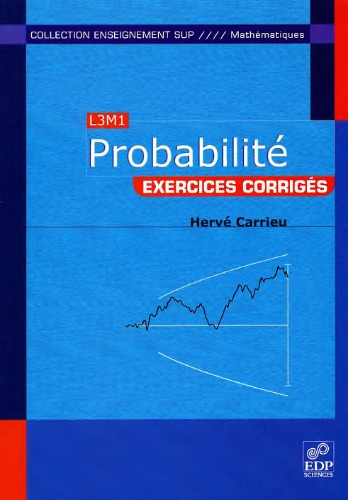 COLLECTION ENSEIGNEMENT SUP //// Mathématiques
L3M1
Probabilité
EXERCICES CORRIGÉS
Hervé Carrieu
EDP
SCIENCES